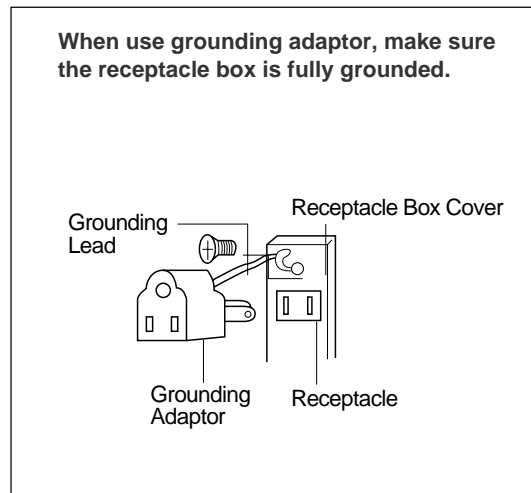 When use grounding adaptor, make sure
the receptacle box is fully grounded.
Grounding
Lead
Receptacle Box Cover
Grounding
Adaptor
Receptacle